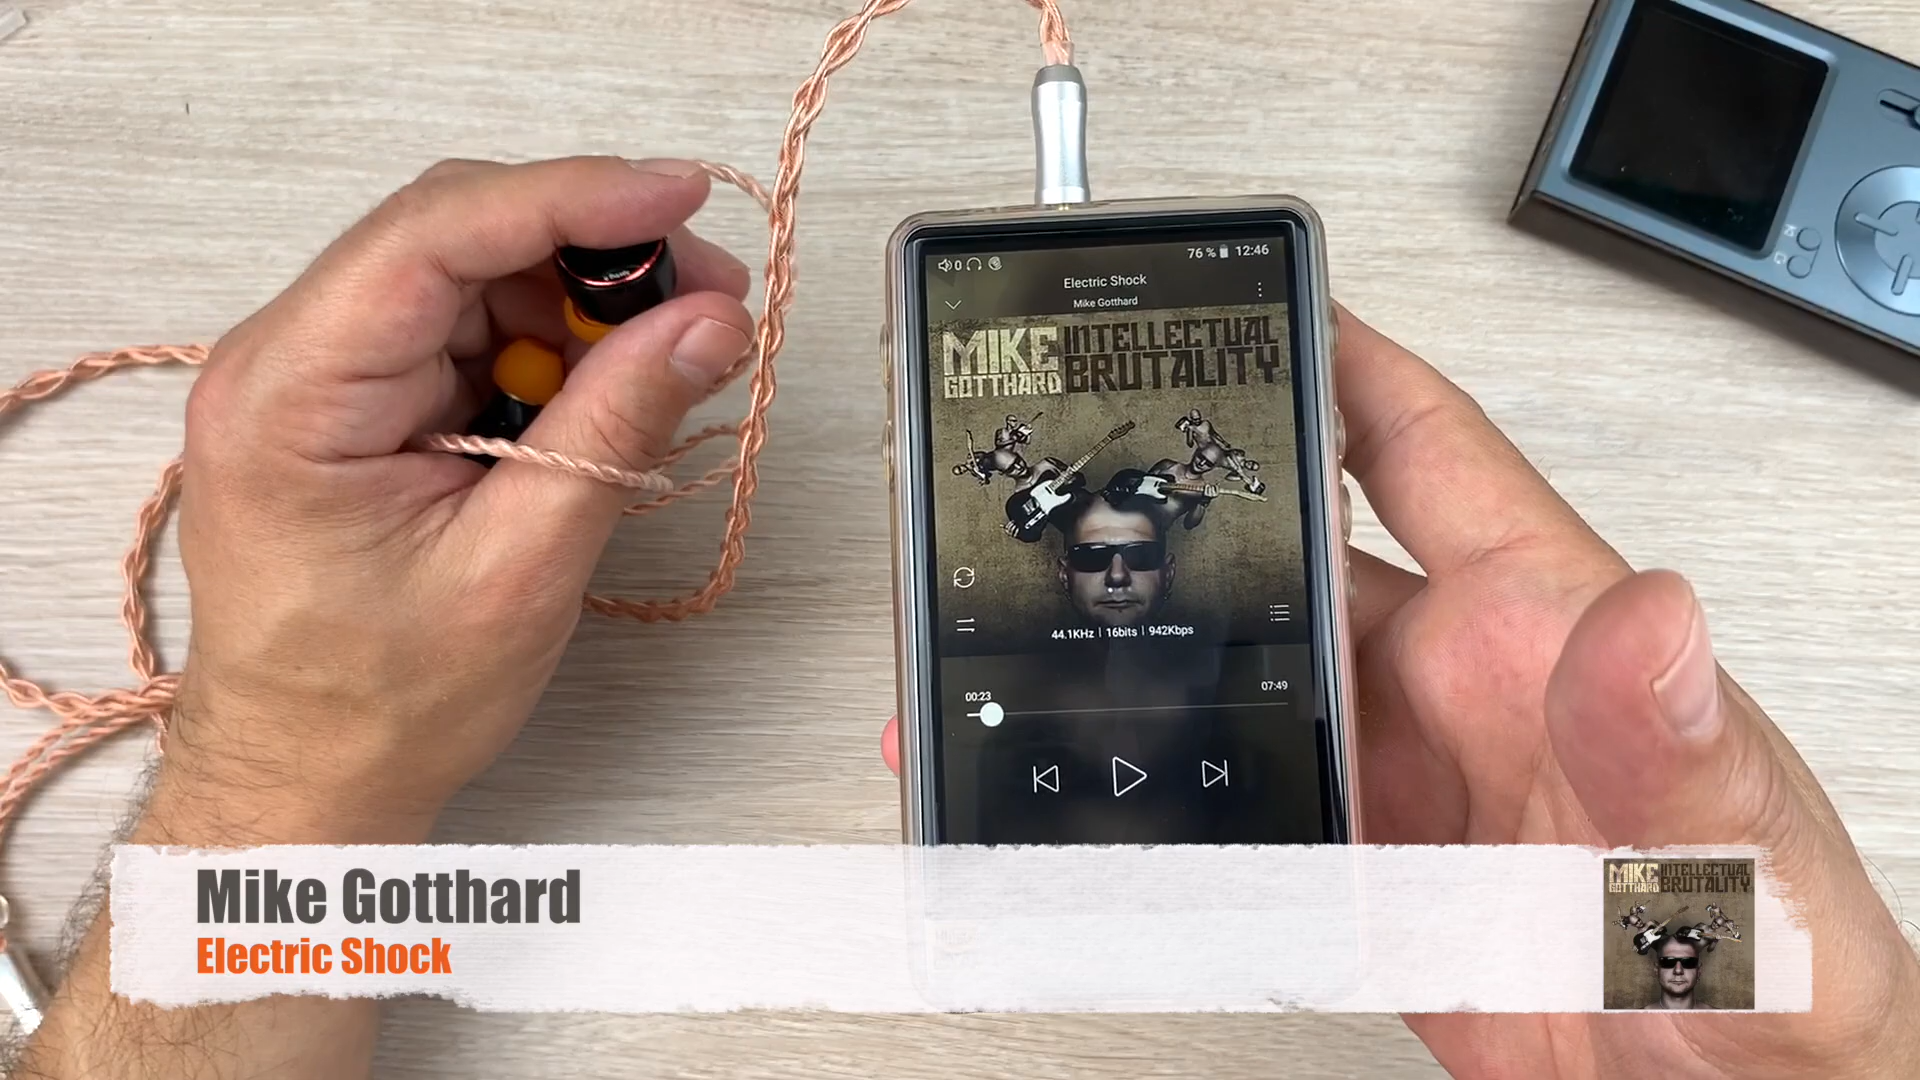 0
76 % 12:46
Electric Shock
Mike Gotthard
MIKE GOTTHARD
INTELLECTUAL BRUTALITY
44.1KHz | 16bits | 942Kbps
00:23
07:49
Mike Gotthard
Electric Shock
MIKE GOTTHARD
INTELLECTUAL BRUTALITY